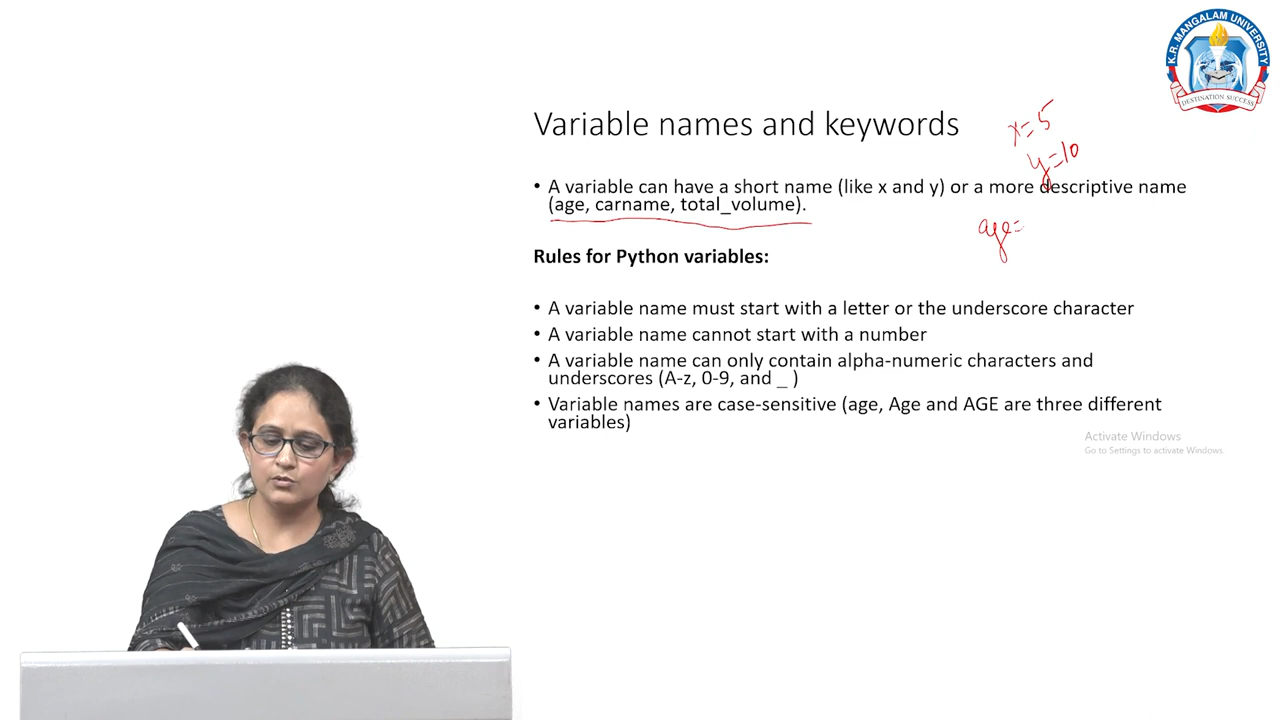 K.R. MANGALAM UNIVERSITY
DESTINATION SUCCESS
Variable names and keywords
x=5
y=10
• A variable can have a short name (like x and y) or a more descriptive name
(age, carname, total_volume).
age=
Rules for Python variables:
• A variable name must start with a letter or the underscore character
• A variable name cannot start with a number
• A variable name can only contain alpha-numeric characters and
underscores (A-z, 0-9, and _ )
• Variable names are case-sensitive (age, Age and AGE are three different
variables)
Activate Windows
Go to Settings to activate Windows.